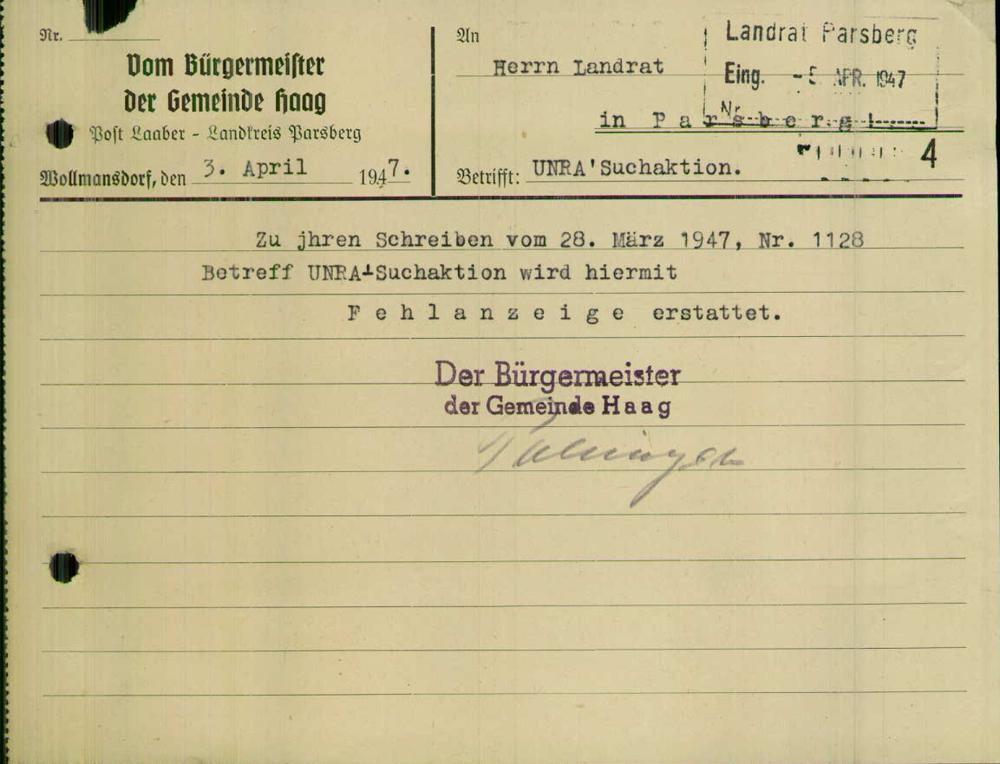 Nr.
Vom Bürgermeister
der Gemeinde Haag
Post Laaber - Landkreis Parsberg
Wollmansdorf, den 3. April 1947.
An
Herrn Landrat
in Parsberg!
Landrat Parsberg
Eing. - 5. APR. 1947
Nr.
4
Betrifft: UNRA'Suchaktion.
Zu jhren Schreiben vom 28. März 1947, Nr. 1128
Betreff UNRA-Suchaktion wird hiermit
Fehlanzeige erstattet.
Der Bürgermeister
der Gemeinde Haag